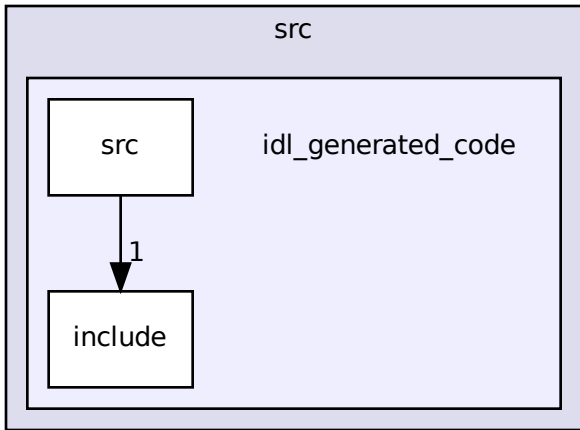 src
src
idl_generated_code
1
include